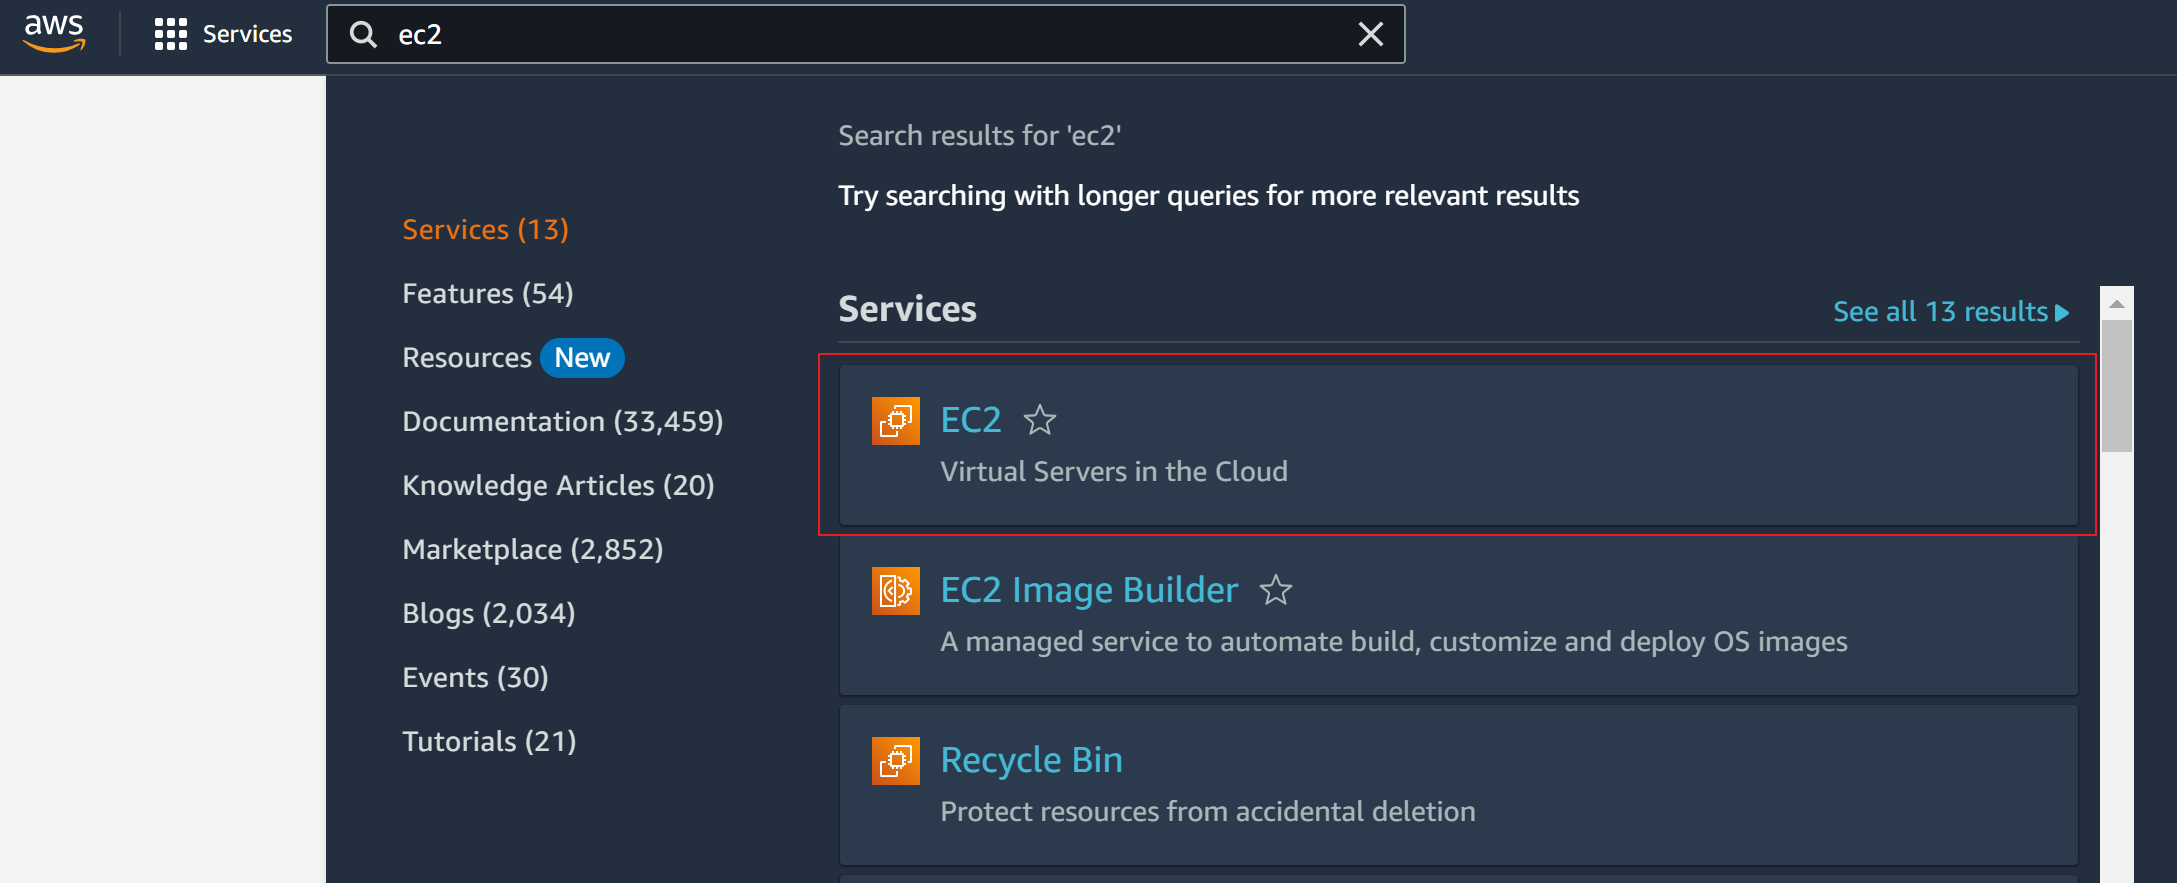 aws
Services
ec2
Search results for 'ec2'
Try searching with longer queries for more relevant results
Services (13)
Features (54)
Resources New
Documentation (33,459)
Knowledge Articles (20)
Marketplace (2,852)
Blogs (2,034)
Events (30)
Tutorials (21)
Services
See all 13 results
EC2
Virtual Servers in the Cloud
EC2 Image Builder
A managed service to automate build, customize and deploy OS images
Recycle Bin
Protect resources from accidental deletion